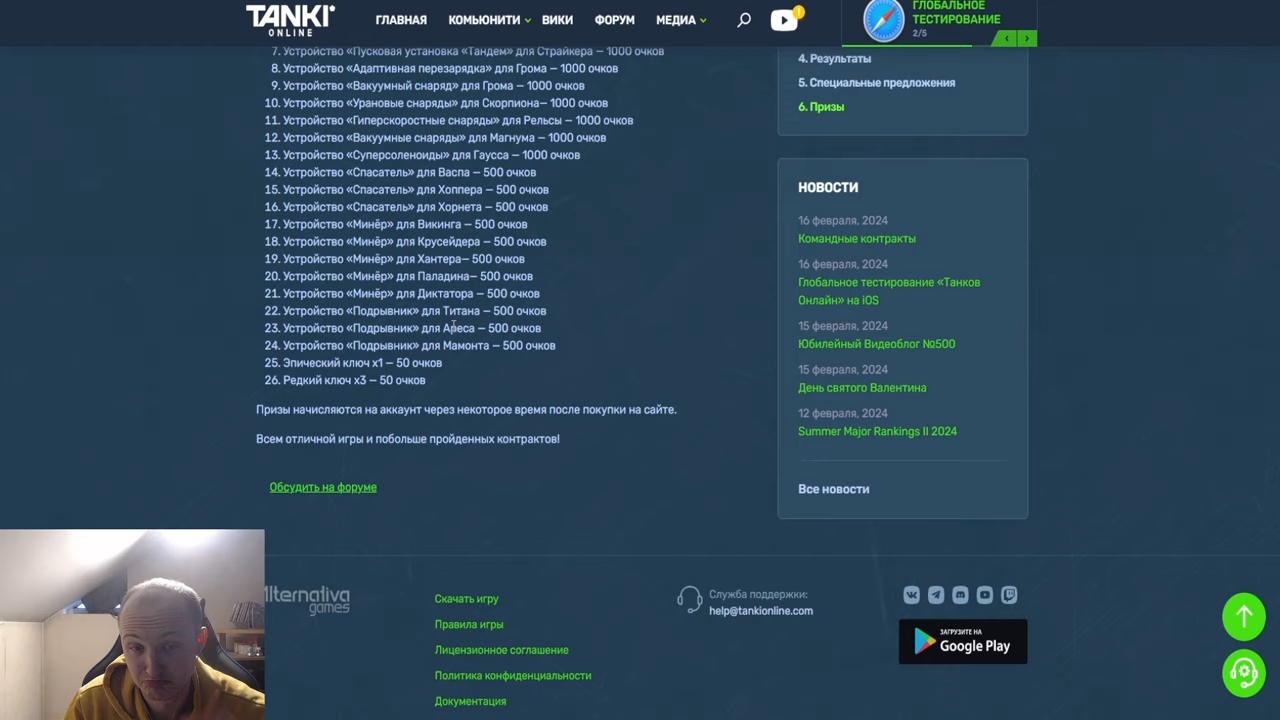 TANKI
ONLINE
ГЛАВНАЯ
КОМЬЮНИТИ
ВИКИ
ФОРУМ
МЕДИА
ГЛОБАЛЬНОЕ
ТЕСТИРОВАНИЕ
2/5
7. Устройство «Пусковая установка «Тандем» для Страйкера — 1000 очков
8. Устройство «Адаптивная перезарядка» для Грома — 1000 очков
9. Устройство «Вакуумный снаряд» для Грома — 1000 очков
10. Устройство «Урановые снаряды» для Скорпиона— 1000 очков
11. Устройство «Гиперскоростные снаряды» для Рельсы — 1000 очков
12. Устройство «Вакуумные снаряды» для Магнума — 1000 очков
13. Устройство «Суперсоленоиды» для Гаусса — 1000 очков
14. Устройство «Спасатель» для Васпа — 500 очков
15. Устройство «Спасатель» для Хоппера — 500 очков
16. Устройство «Спасатель» для Хорнета — 500 очков
17. Устройство «Минёр» для Викинга — 500 очков
18. Устройство «Минёр» для Крусейдера — 500 очков
19. Устройство «Минёр» для Хантера— 500 очков
20. Устройство «Минёр» для Паладина— 500 очков
21. Устройство «Минёр» для Диктатора — 500 очков
22. Устройство «Подрывник» для Титана — 500 очков
23. Устройство «Подрывник» для Ареса — 500 очков
24. Устройство «Подрывник» для Мамонта — 500 очков
25. Эпический ключ x1 — 50 очков
26. Редкий ключ x3 — 50 очков
Призы начисляются на аккаунт через некоторое время после покупки на сайте.
Всем отличной игры и побольше пройденных контрактов!
Обсудить на форуме
4. Результаты
5. Специальные предложения
6. Призы
НОВОСТИ
16 февраля, 2024
Командные контракты
16 февраля, 2024
Глобальное тестирование «Танков
Онлайн» на iOS
15 февраля, 2024
Юбилейный Видеоблог №500
15 февраля, 2024
День святого Валентина
12 февраля, 2024
Summer Major Rankings II 2024
Все новости
Alternativa
games
Скачать игру
Правила игры
Лицензионное соглашение
Политика конфиденциальности
Документация
Служба поддержки:
help@tankionline.com
ЗАГРУЗИТЕ НА
Google Play